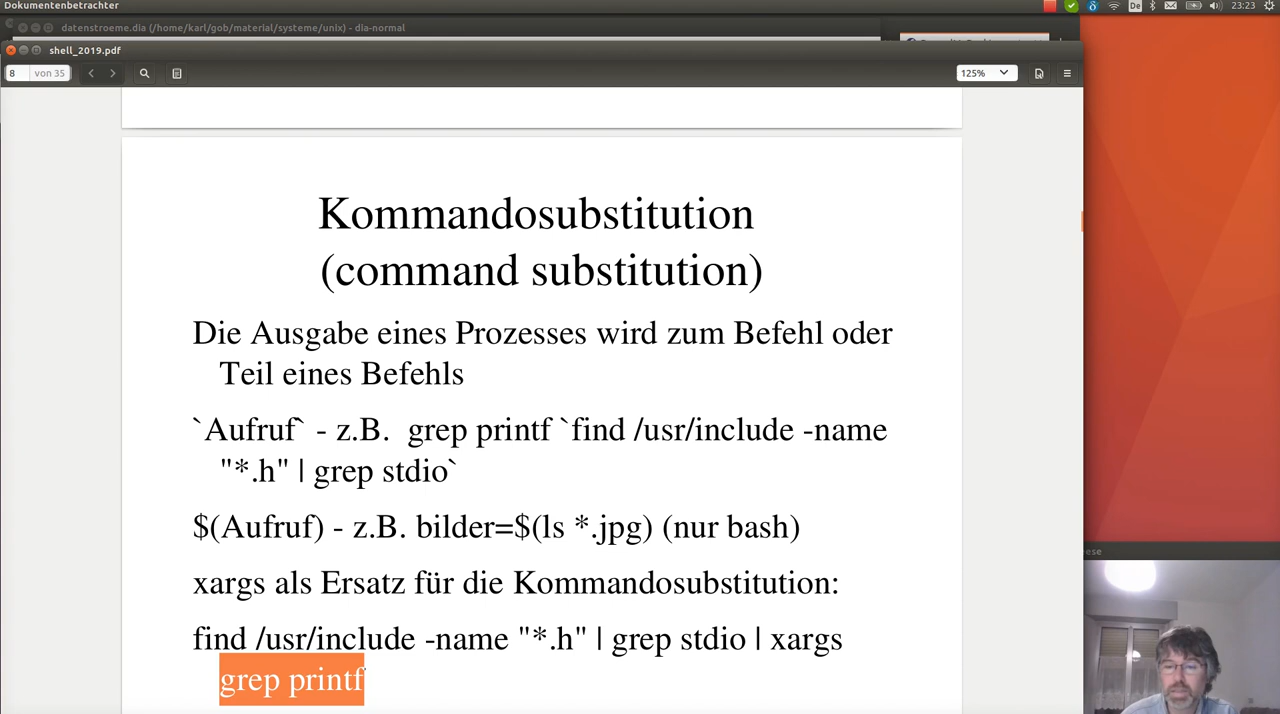 Dokumentenbetrachter
De
23:23
datenstroeme.dia (/home/karl/gob/material/systeme/unix) - dia-normal
shell_2019.pdf
8 von 35
125%
Kommandosubstitution
(command substitution)
Die Ausgabe eines Prozesses wird zum Befehl oder
Teil eines Befehls
`Aufruf` - z.B. grep printf `find /usr/include -name
"*.h" | grep stdio`
$(Aufruf) - z.B. bilder=$(ls *.jpg) (nur bash)
xargs als Ersatz für die Kommandosubstitution:
find /usr/include -name "*.h" | grep stdio | xargs
grep printf